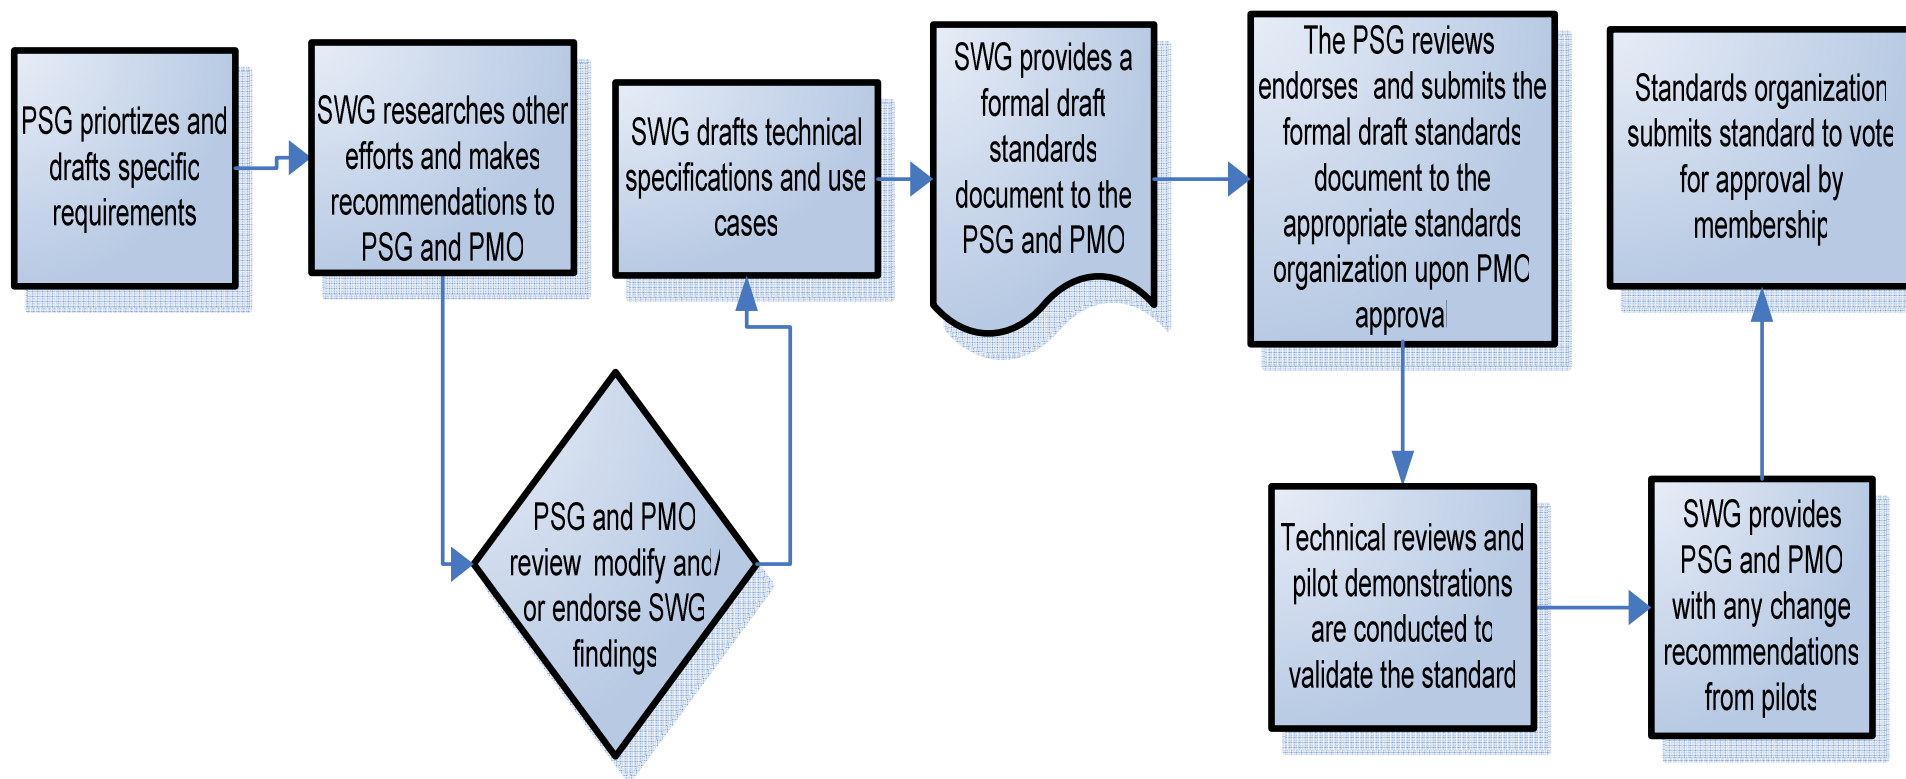 PSG priortizes and
drafts specific
requirements
SWG researches other
efforts and makes
recommendations to
PSG and PMO
PSG and PMO
review modify and/
or endorse SWG
findings
SWG drafts technical
specifications and use
cases
SWG provides a
formal draft
standards
document to the
PSG and PMO
The PSG reviews
endorses and submits the
formal draft standards
document to the
appropriate standards
organization upon PMO
approval
Technical reviews and
pilot demonstrations
are conducted to
validate the standard
SWG provides
PSG and PMO
with any change
recommendations
from pilots
Standards organization
submits standard to vote
for approval by
membership